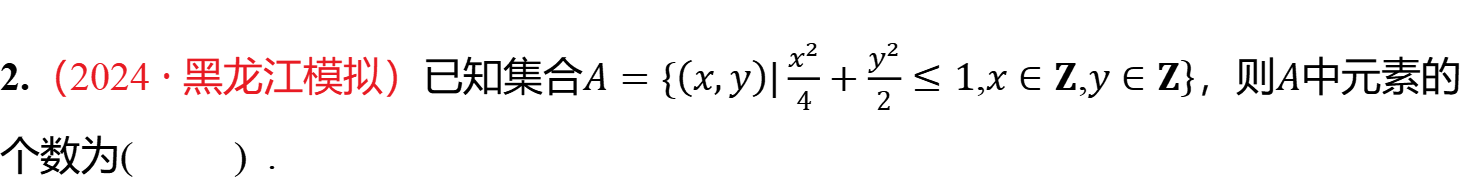 2.（2024 · 黑龙江模拟）已知集合A = {(x, y)| x²/4 + y²/2 ≤ 1,x ∈ Z,y ∈ Z}，则A中元素的
个数为(  ) .